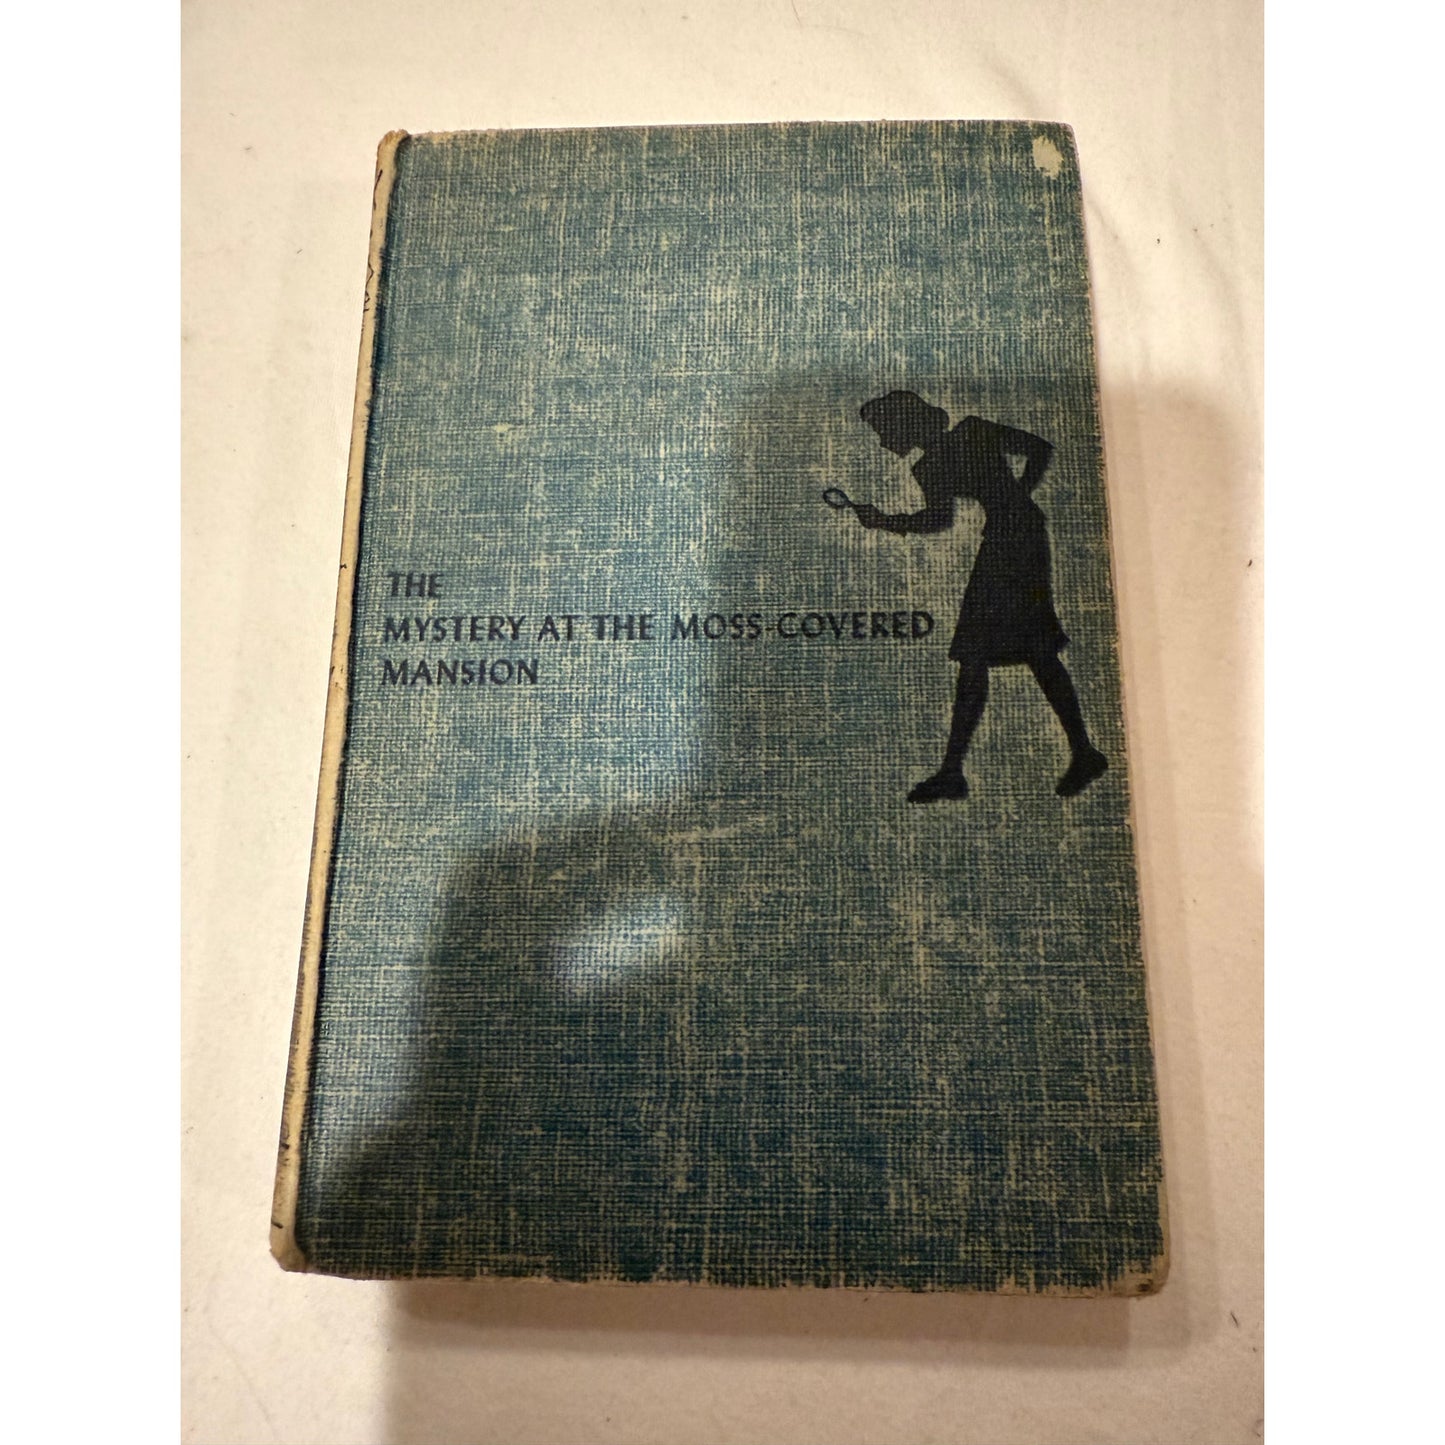 THE
MYSTERY AT THE MOSS-COVERED
MANSION